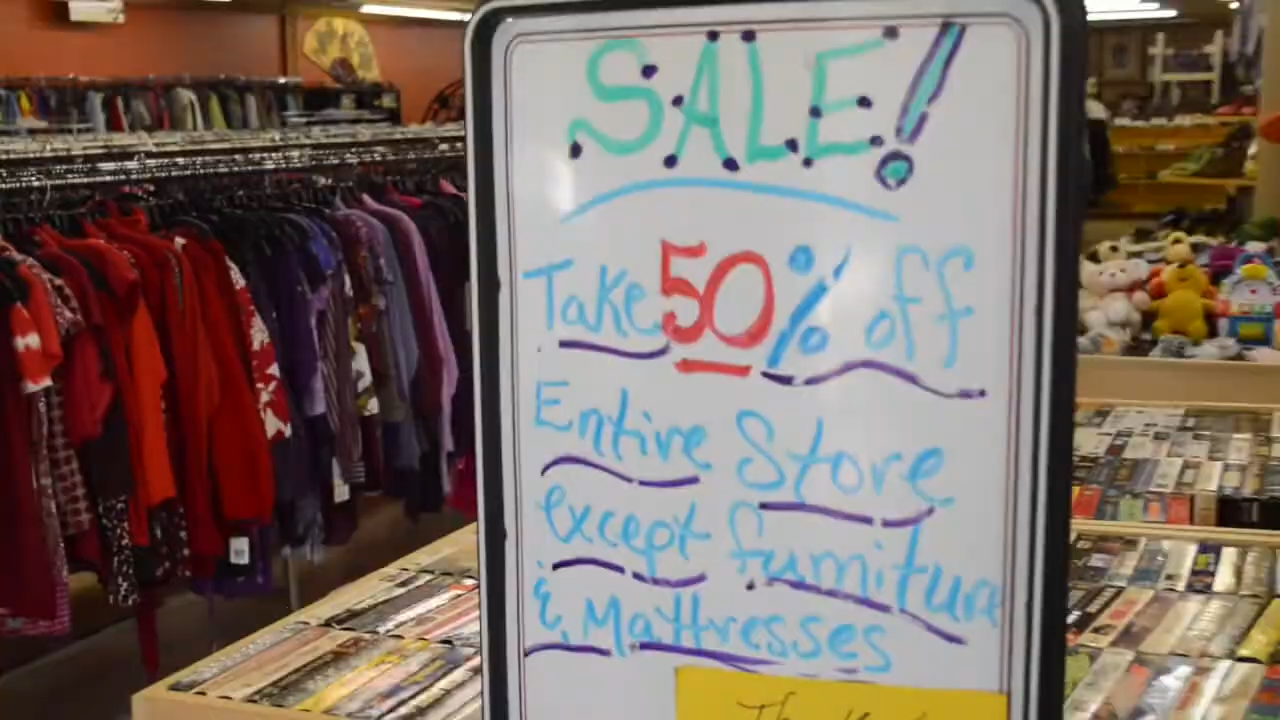 SALE!
Take 50% off
Entire Store
except furniture
& Mattresses